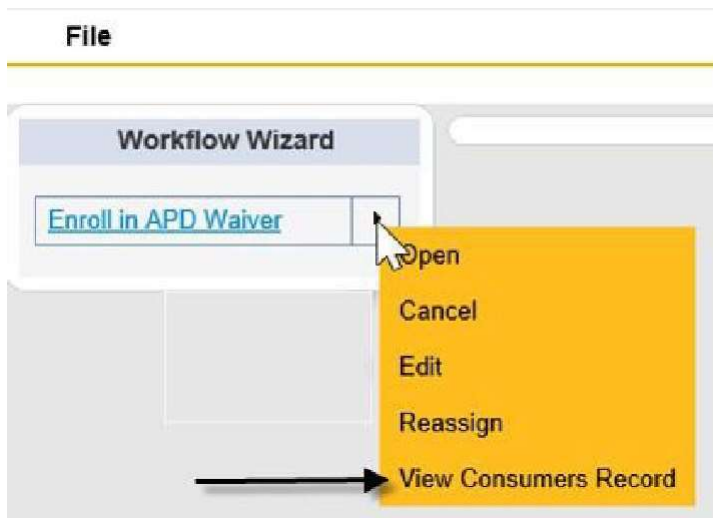 File
Workflow Wizard
Enroll in APD Waiver
Open
Cancel
Edit
Reassign
View Consumers Record